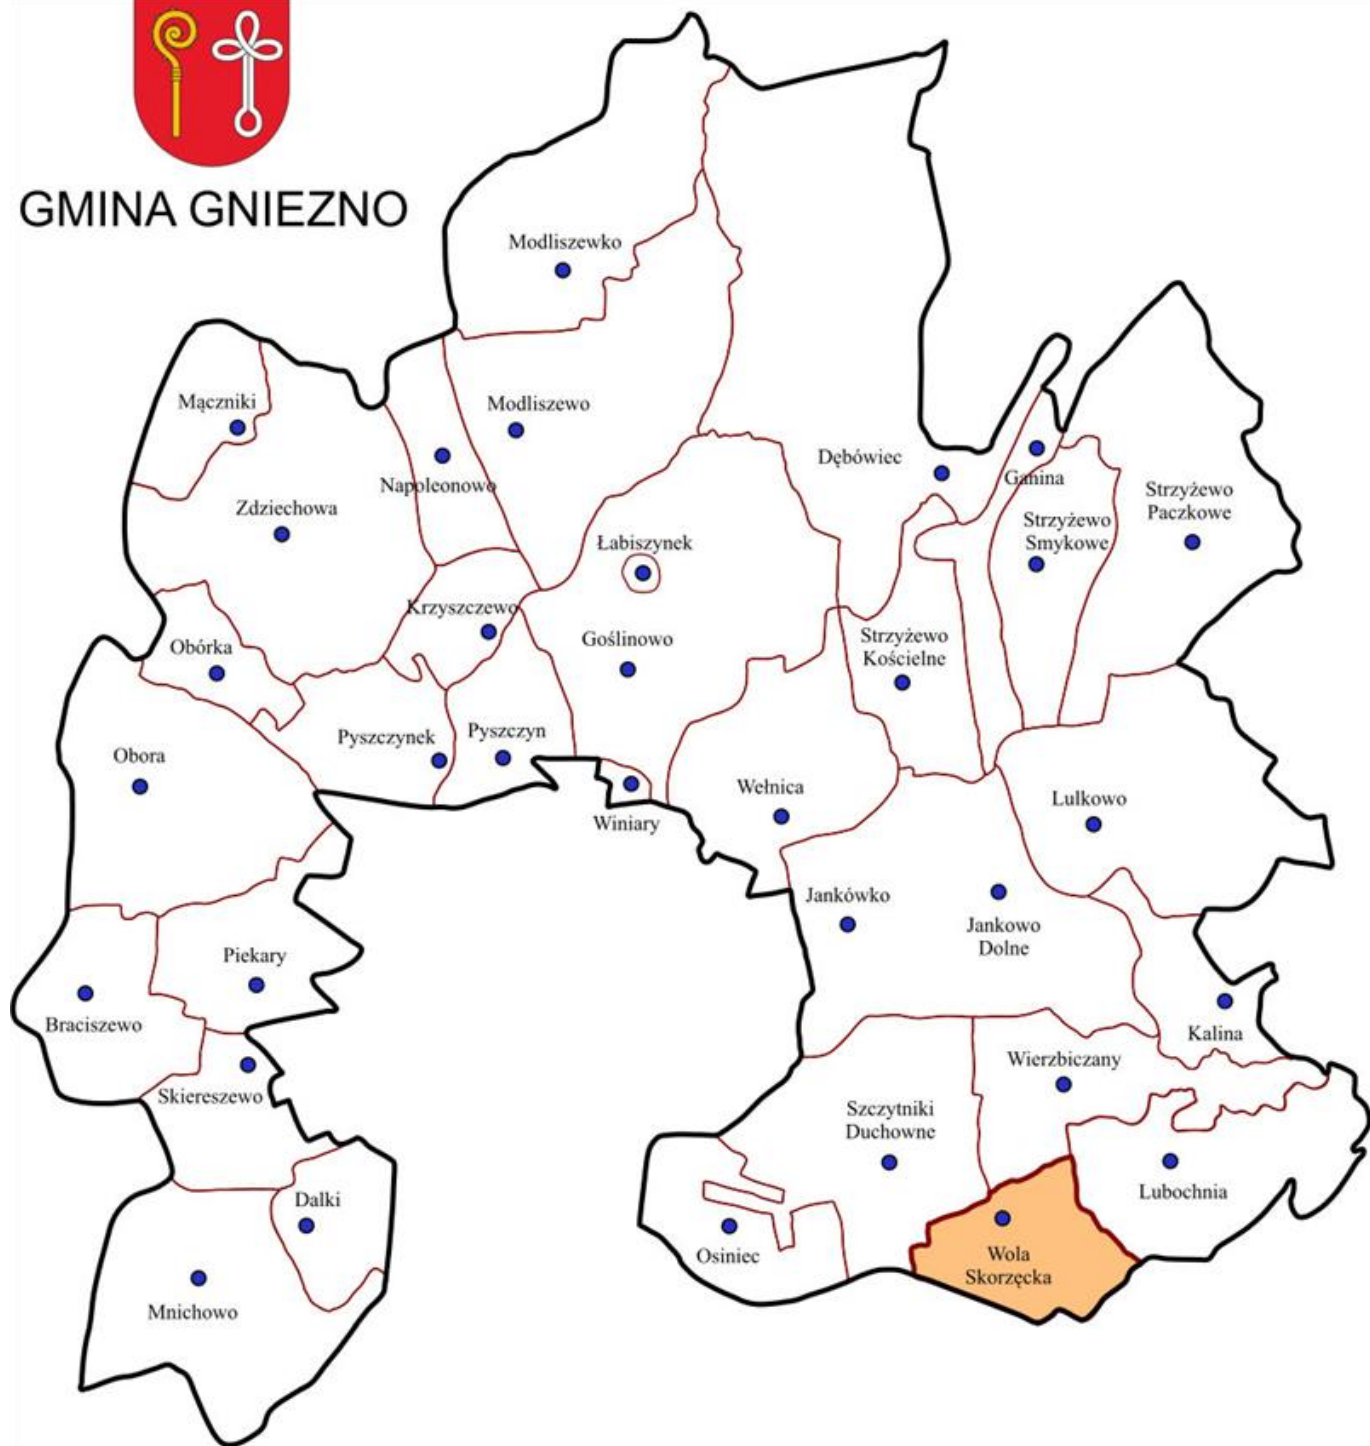 GMINA GNIEZNO
Modliszewko
Mączniki
Modliszewo
Dębówiec
Napoleonowo
Ganina
Strzyżewo
Paczkowe
Zdziechowa
Strzyżewo
Smykowe
Łabiszynek
Krzyszczewo
Goślinowo
Strzyżewo
Kościelne
Obórka
Pyszczynek
Pyszczyn
Obora
Wełnica
Lulkowo
Winiary
Jankówko
Jankowo
Dolne
Piekary
Braciszewo
Kalina
Wierzbiczany
Skiereszewo
Szczytniki
Duchowne
Dalki
Lubochnia
Osiniec
Wola
Skorzęcka
Mnichowo